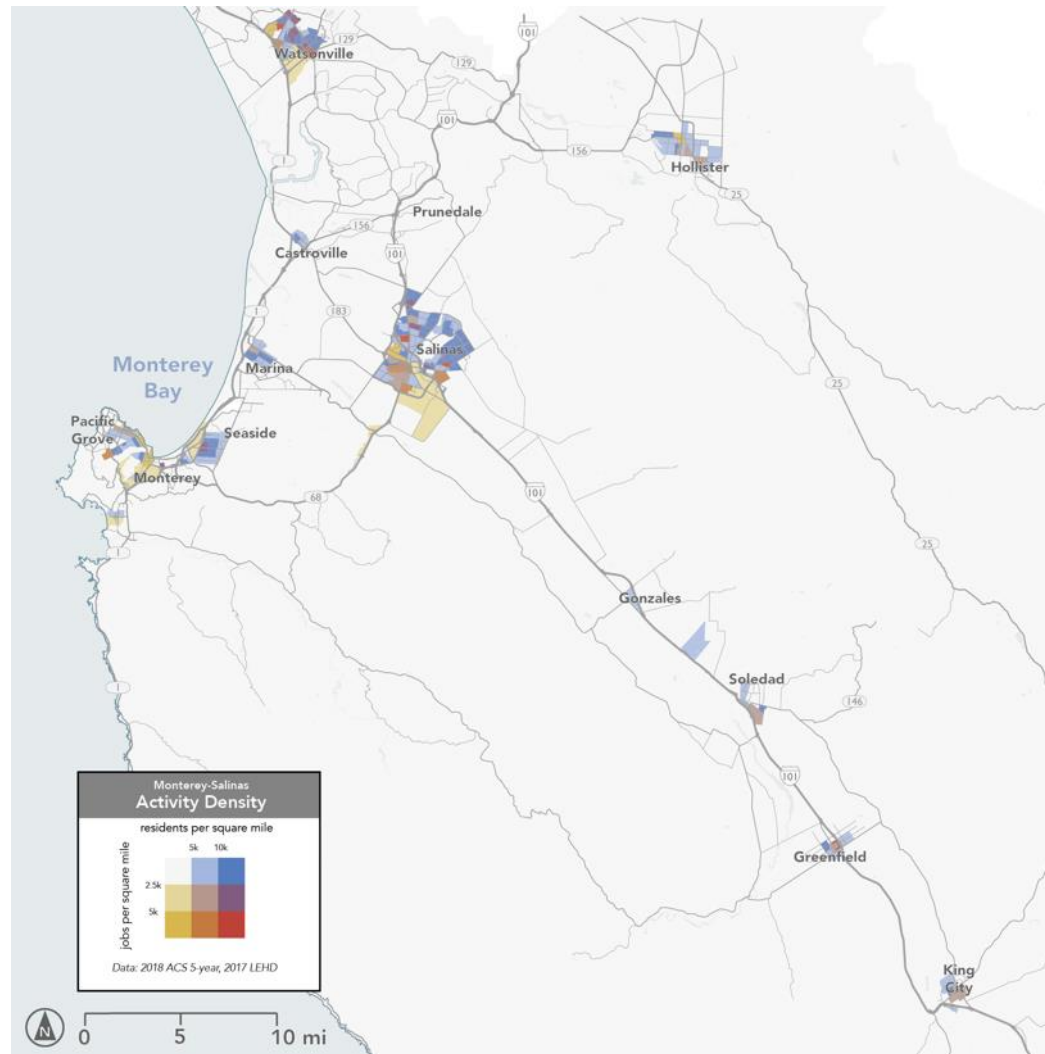 101
129
Watsonville
129
101
1
156
Hollister
25
Prunedale
156
Castroville
101
1
183
Salinas
Marina
Monterey
Bay
25
Pacific
Grove
Seaside
Monterey
68
101
1
25
Gonzales
Soledad
146
1
101
Greenfield
King
City
Monterey-Salinas
Activity Density
residents per square mile
5k 10k
jobs per square mile
2.5k
5k
Data: 2018 ACS 5-year, 2017 LEHD
N
0 5 10 mi